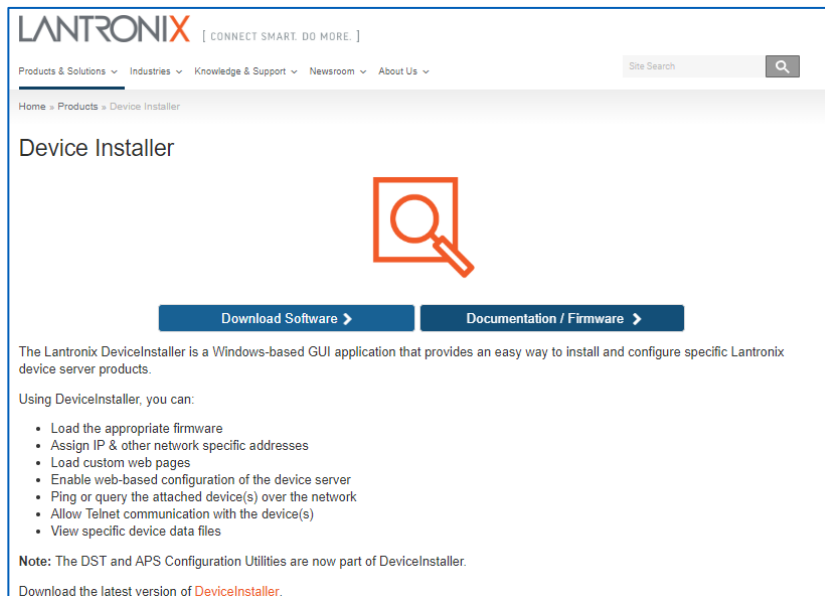 LANTRONIX [ CONNECT SMART. DO MORE. ]
Products & Solutions Industries Knowledge & Support Newsroom About Us Site Search
Home » Products » Device Installer
Device Installer
Download Software Documentation / Firmware
The Lantronix DeviceInstaller is a Windows-based GUI application that provides an easy way to install and configure specific Lantronix
device server products.
Using DeviceInstaller, you can:
• Load the appropriate firmware
• Assign IP & other network specific addresses
• Load custom web pages
• Enable web-based configuration of the device server
• Ping or query the attached device(s) over the network
• Allow Telnet communication with the device(s)
• View specific device data files
Note: The DST and APS Configuration Utilities are now part of DeviceInstaller.
Download the latest version of DeviceInstaller.